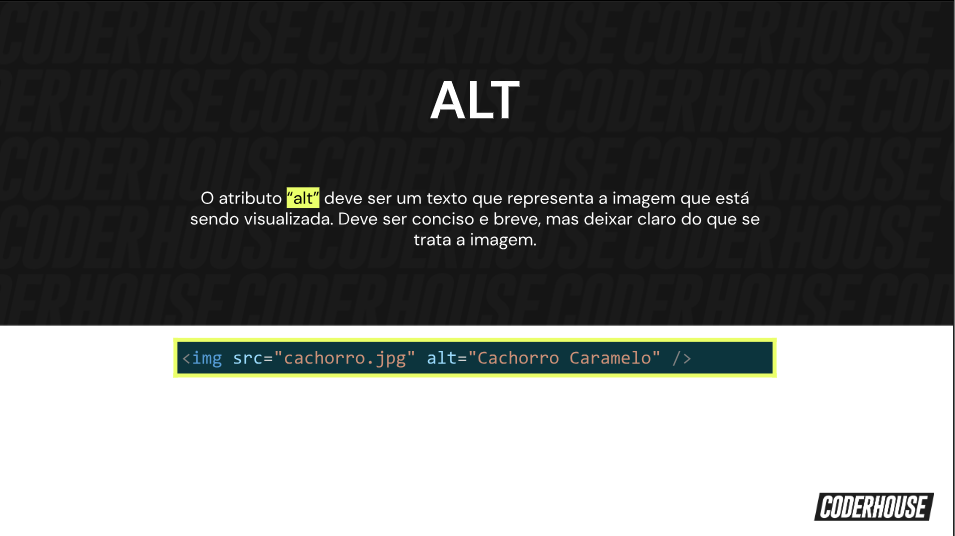 ALT
O atributo “alt” deve ser um texto que representa a imagem que está
sendo visualizada. Deve ser conciso e breve, mas deixar claro do que se
trata a imagem.
<img src="cachorro.jpg" alt="Cachorro Caramelo" />
CODERHOUSE